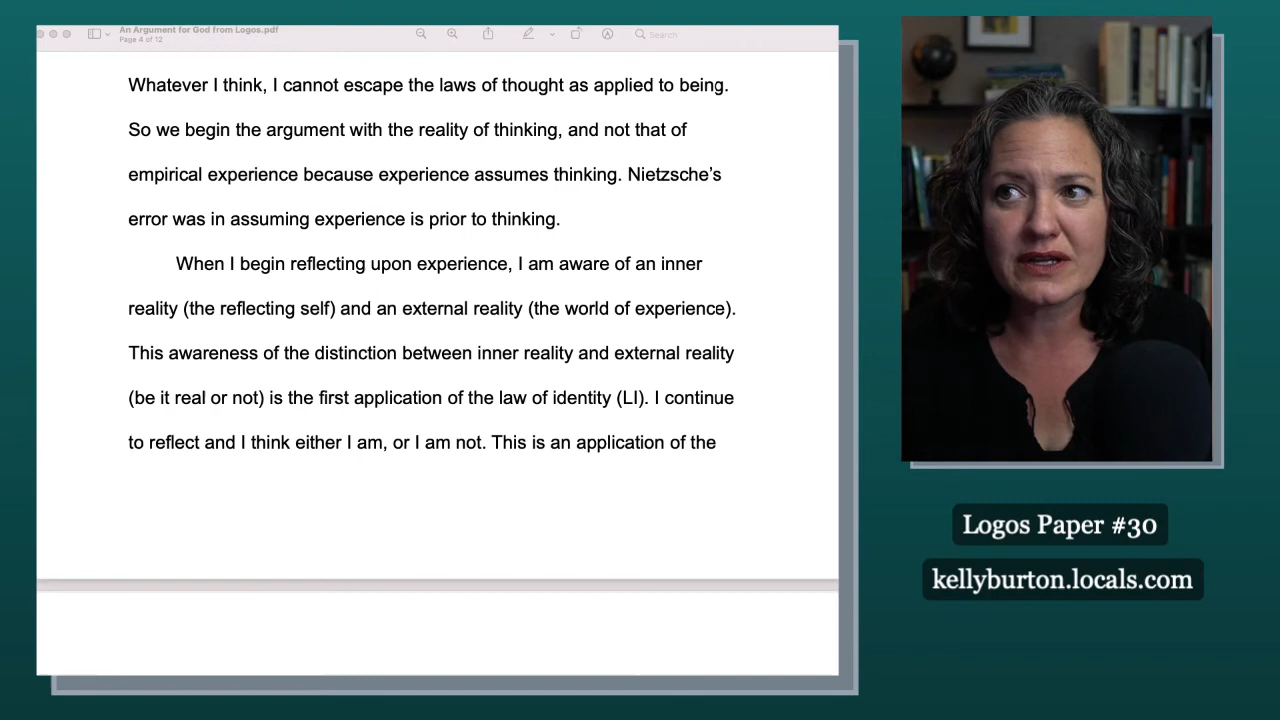 An Argument for God from Logos.pdf
Page 4 of 12
Search
Whatever I think, I cannot escape the laws of thought as applied to being.
So we begin the argument with the reality of thinking, and not that of
empirical experience because experience assumes thinking. Nietzsche’s
error was in assuming experience is prior to thinking.
When I begin reflecting upon experience, I am aware of an inner
reality (the reflecting self) and an external reality (the world of experience).
This awareness of the distinction between inner reality and external reality
(be it real or not) is the first application of the law of identity (LI). I continue
to reflect and I think either I am, or I am not. This is an application of the
Logos Paper #30
kellyburton.locals.com